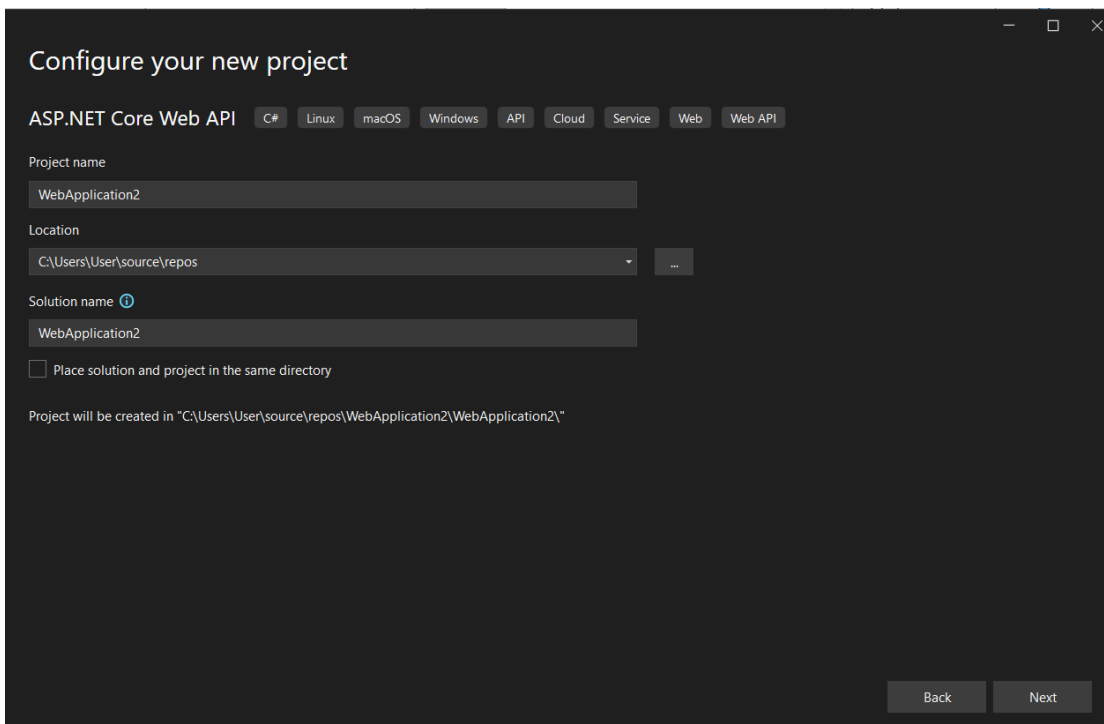 Configure your new project
ASP.NET Core Web API C# Linux macOS Windows API Cloud Service Web Web API
Project name
WebApplication2
Location
C:\Users\User\source\repos
...
Solution name
WebApplication2
Place solution and project in the same directory
Project will be created in "C:\Users\User\source\repos\WebApplication2\WebApplication2\"
Back Next